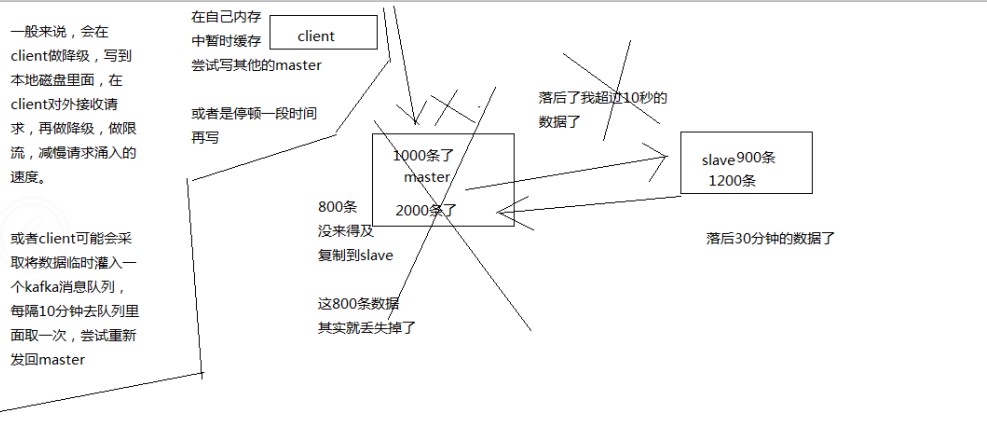 一般来说，会在
client做降级，写到
本地磁盘里面，在
client对外接收请
求，再做降级，做限
流，减慢请求涌入的
速度。
或者client可能会采
取将数据临时灌入一
个kafka消息队列，
每隔10分钟去队列里
面取一次，尝试重新
发回master
在自己内存
中暂时缓存
尝试写其他的master
或者是停顿一段时间
再写
client
1000条了
master
2000条了
800条
没来得及
复制到slave
这800条数据
其实就丢失掉了
落后了我超过10秒的
数据了
slave900条
1200条
落后30分钟的数据了